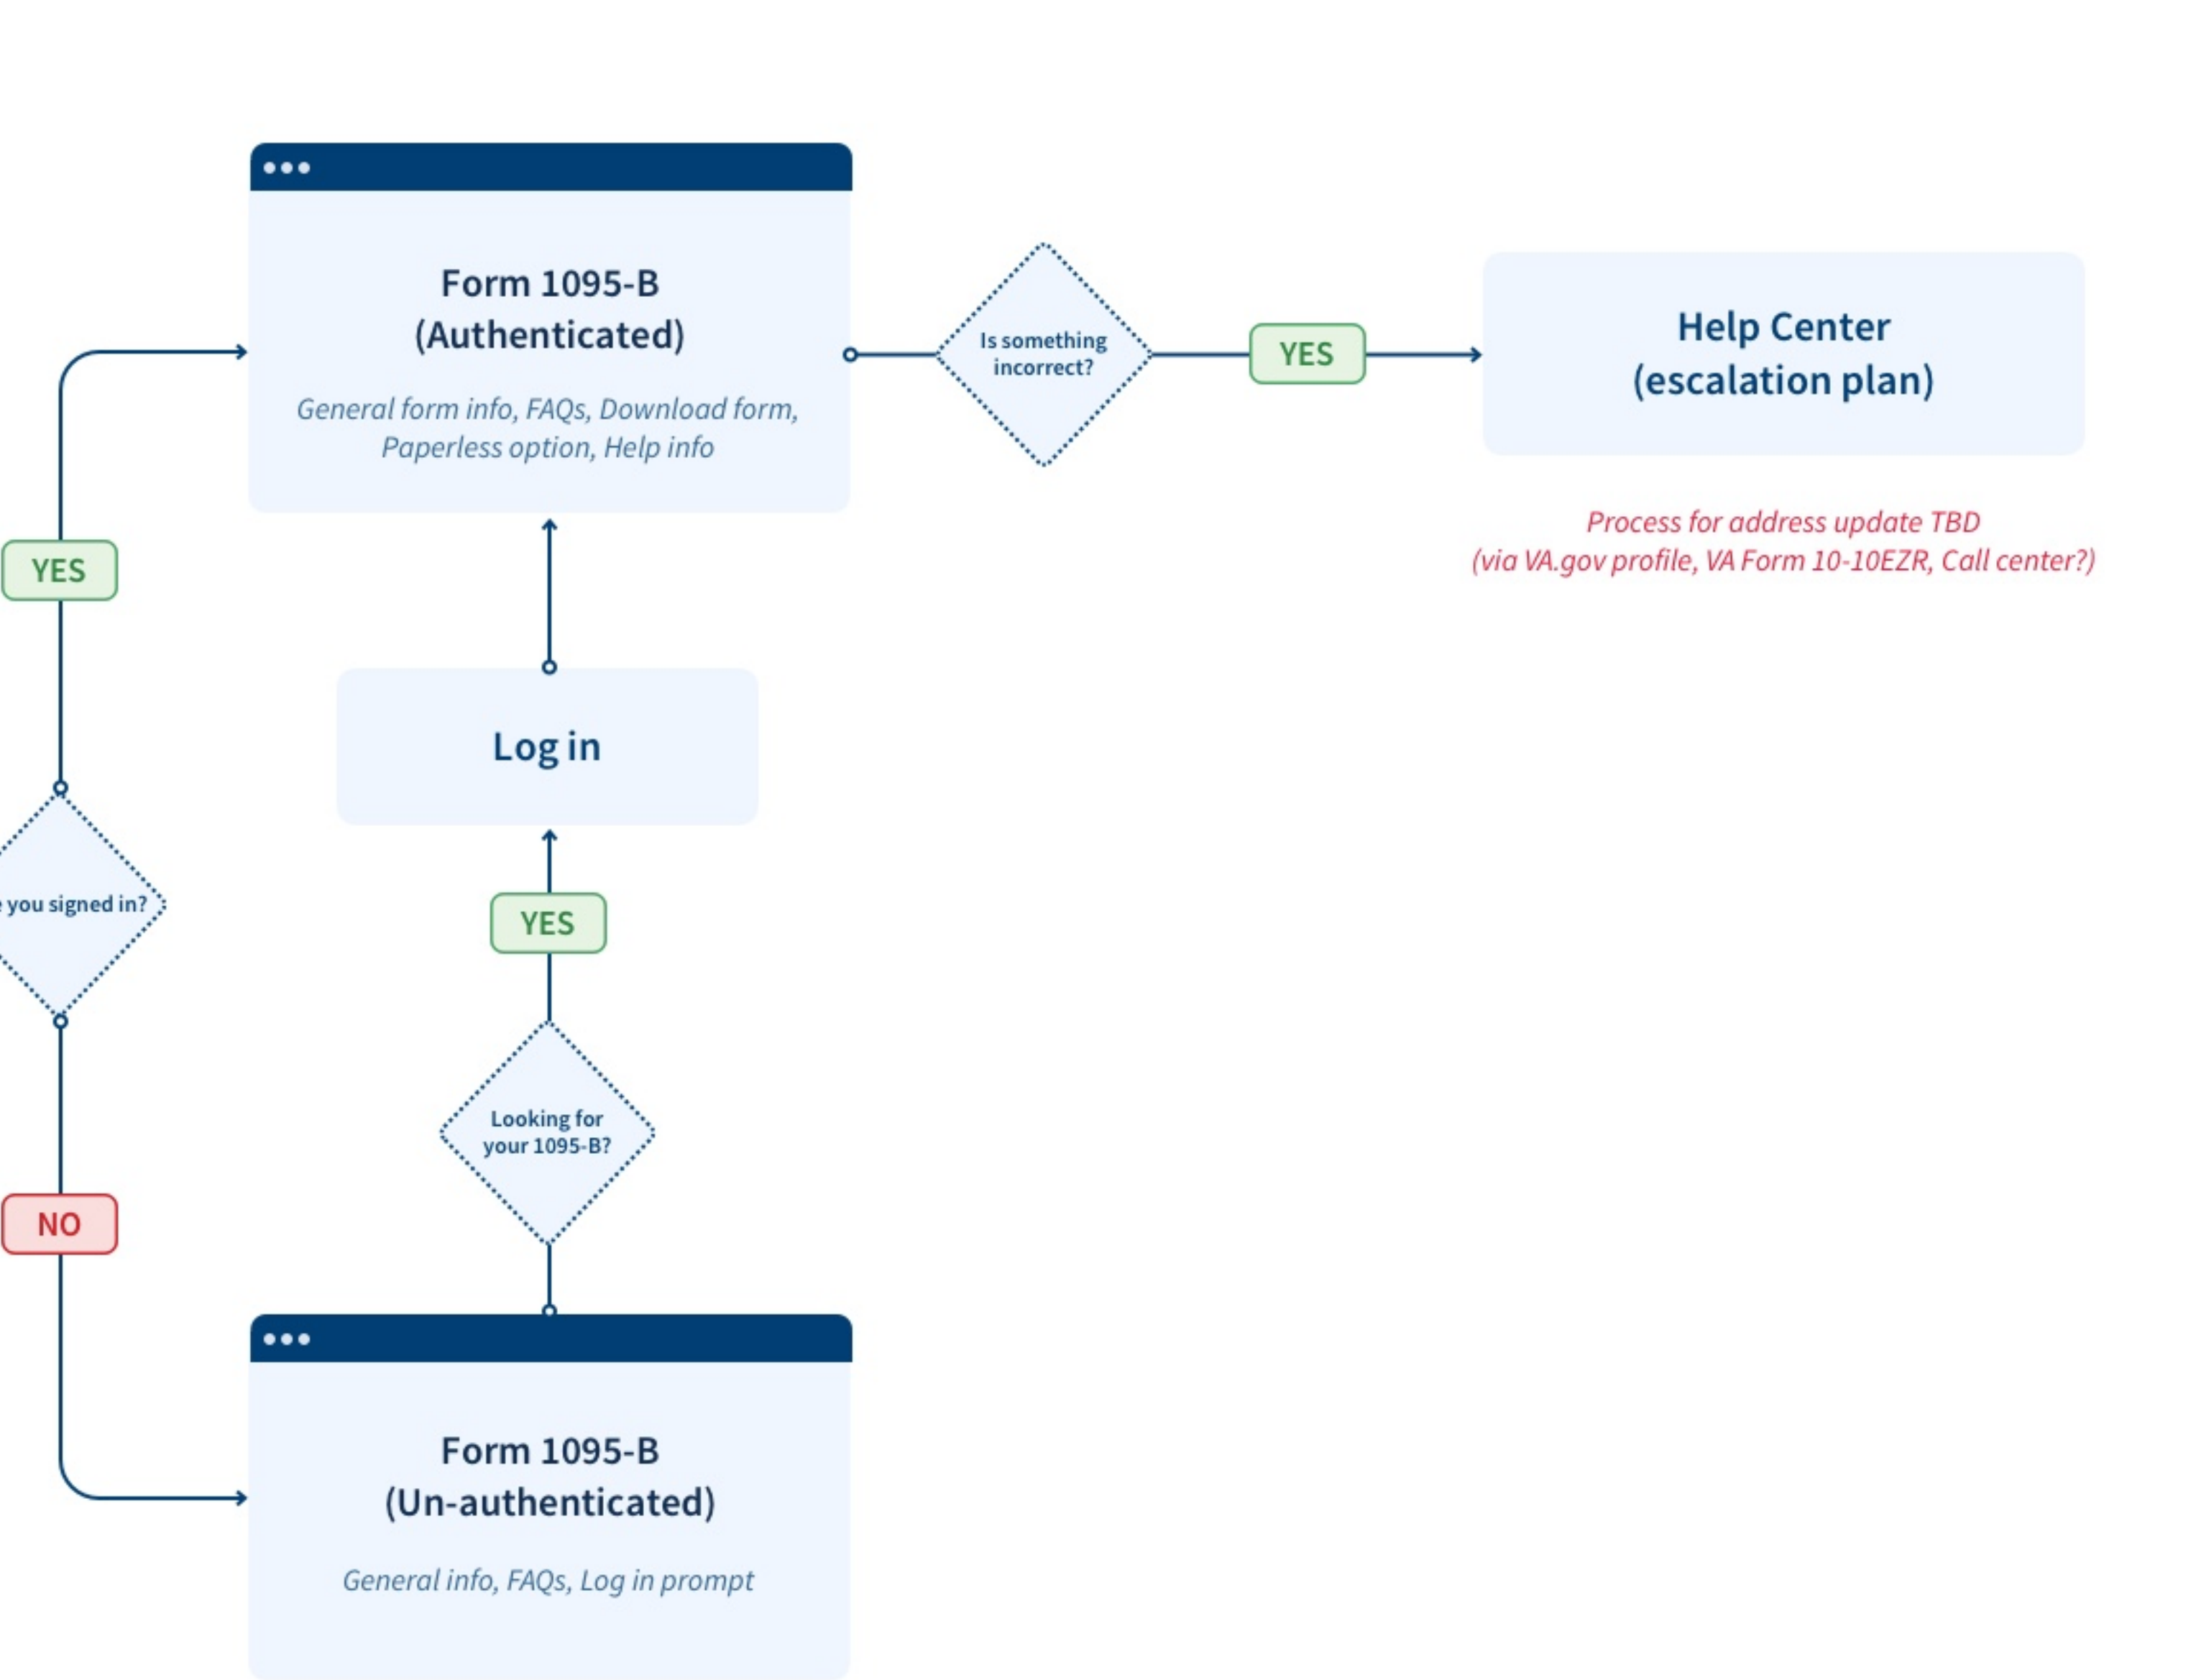 Form 1095-B
(Authenticated)
General form info, FAQs, Download form,
Paperless option, Help info
Is something
incorrect?
YES
Help Center
(escalation plan)
Process for address update TBD
(via VA.gov profile, VA Form 10-10EZR, Call center?)
YES
Log in
you signed in?
YES
Looking for
your 1095-B?
NO
Form 1095-B
(Un-authenticated)
General info, FAQs, Log in prompt